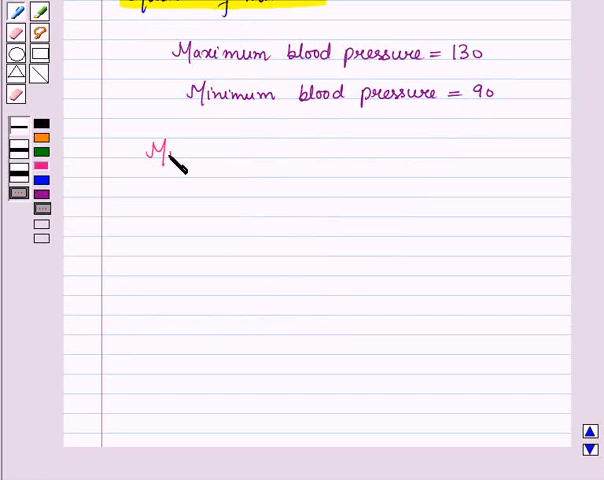 Maximum blood pressure = 130
Minimum blood pressure = 90
M